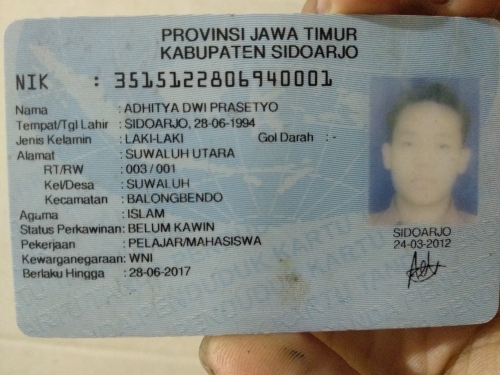 PROVINSI JAWA TIMUR
KABUPATEN SIDOARJO
NIK : 3515122806940001
Nama : ADHITYA DWI PRASETYO
Tempat/Tgl Lahir : SIDOARJO, 28-06-1994
Jenis Kelamin : LAKI-LAKI Gol Darah : -
Alamat : SUWALUH UTARA
RT/RW : 003 / 001
Kel/Desa : SUWALUH
Kecamatan : BALONGBENDO
Agama : ISLAM
Status Perkawinan: BELUM KAWIN
Pekerjaan : PELAJAR/MAHASISWA
Kewarganegaraan: WNI
Berlaku Hingga : 28-06-2017
SIDOARJO
24-03-2012